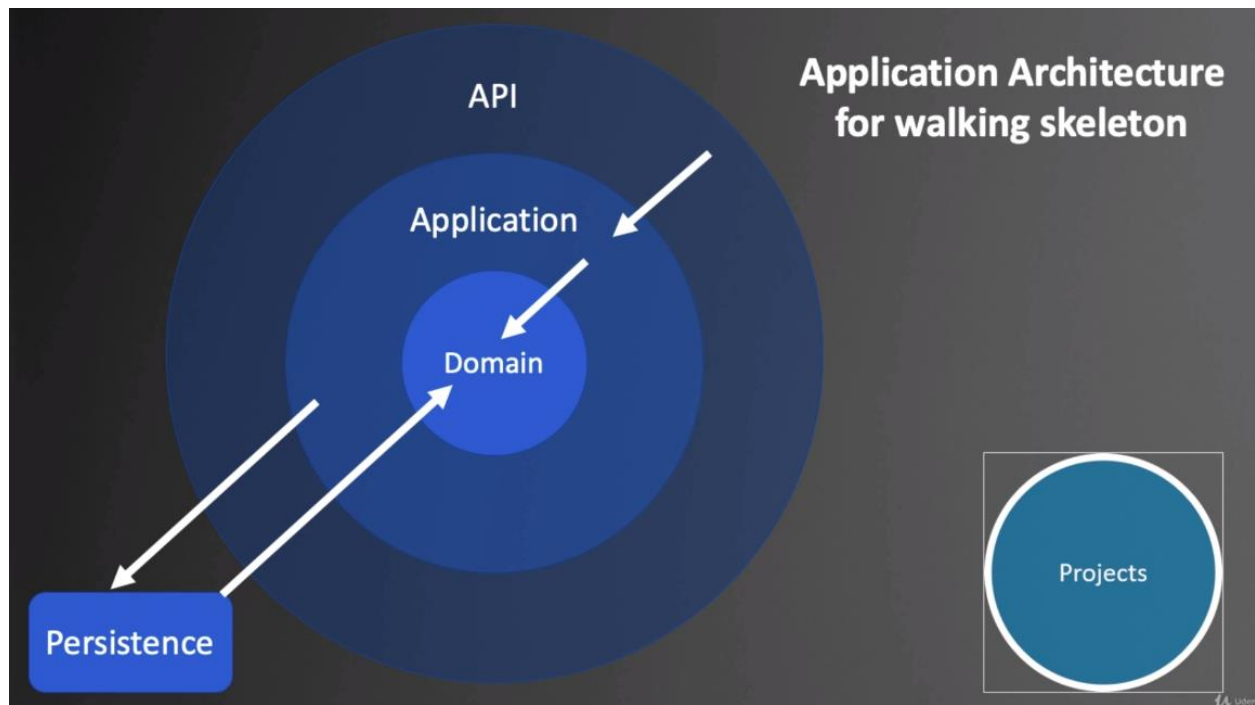 API
Application Architecture
for walking skeleton
Application
Domain
Projects
Persistence